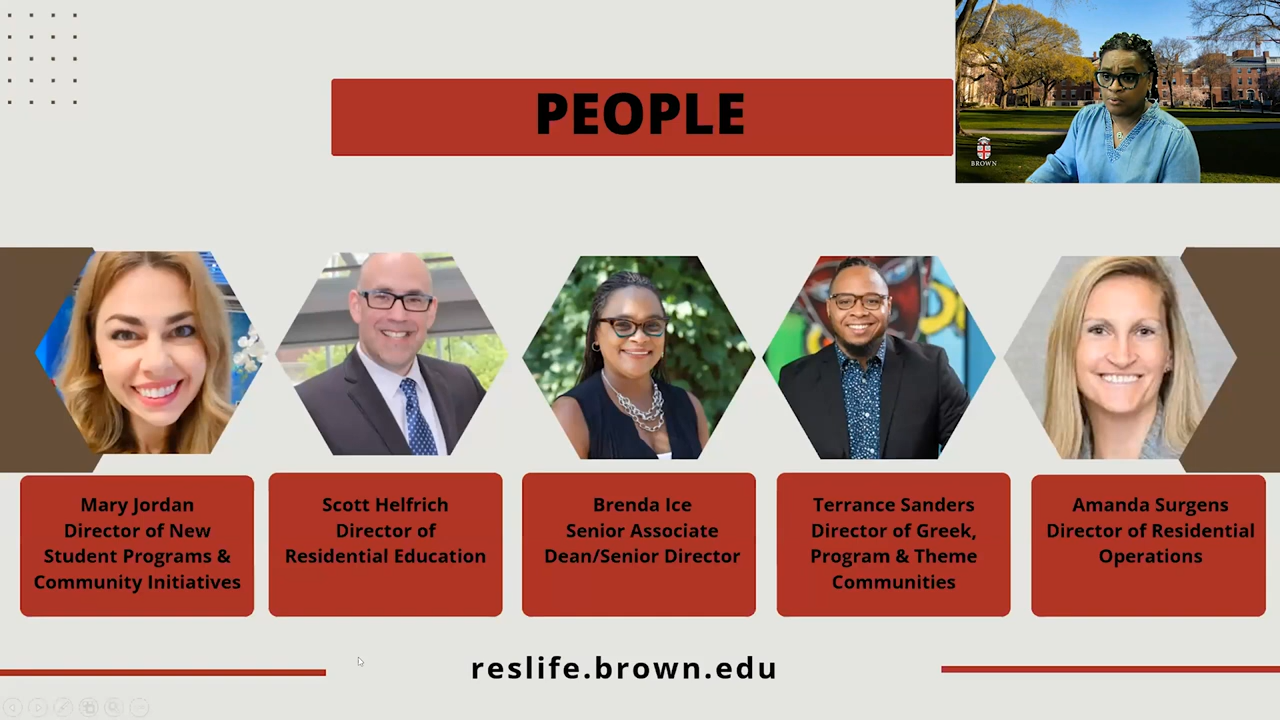 PEOPLE
BROWN
Mary Jordan
Director of New
Student Programs &
Community Initiatives
Scott Helfrich
Director of
Residential Education
Brenda Ice
Senior Associate
Dean/Senior Director
Terrance Sanders
Director of Greek,
Program & Theme
Communities
Amanda Surgens
Director of Residential
Operations
reslife.brown.edu